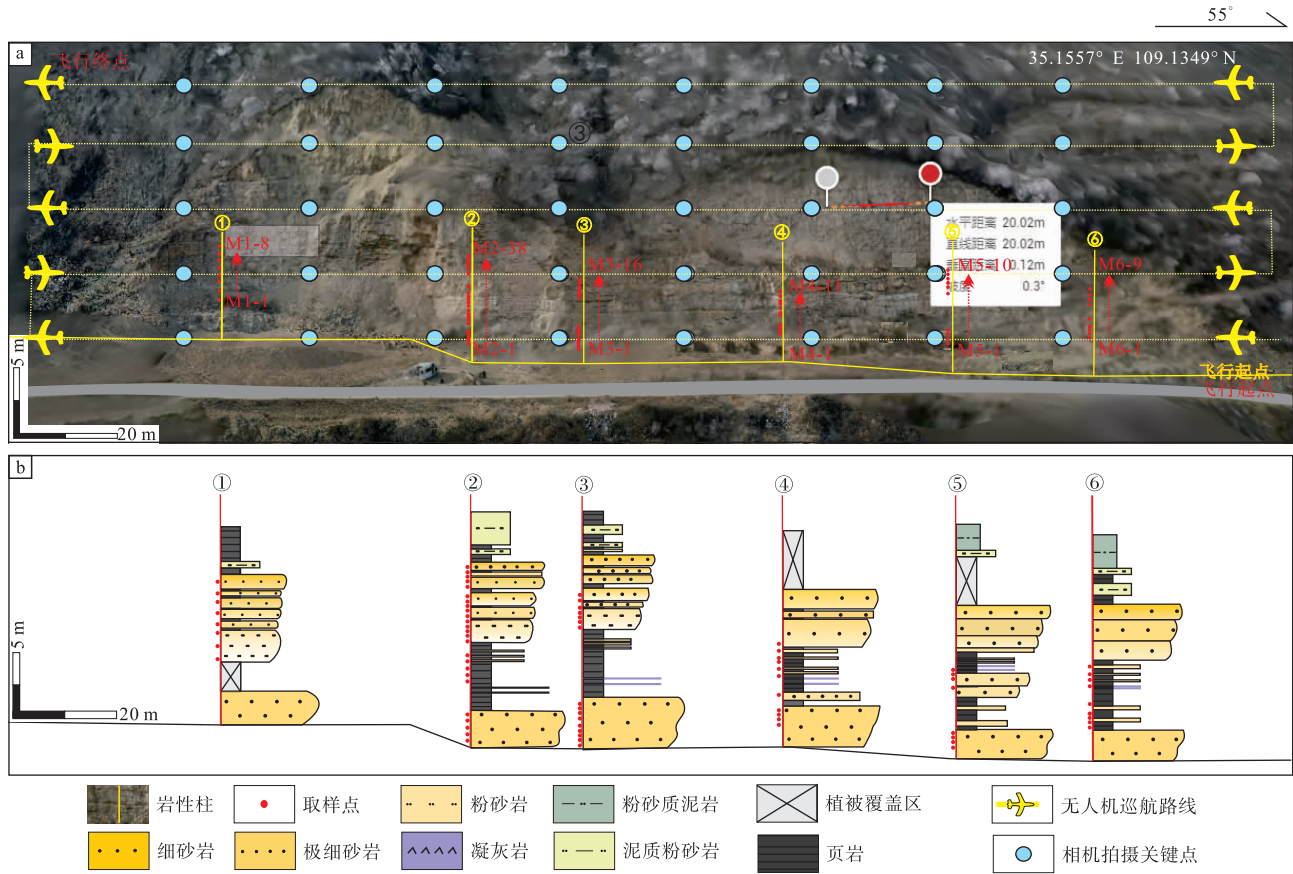 55°
a
飞行终点
35.1557° E 109.1349° N
③
①
②
③
④
⑤
⑥
水平距离 20.02m
直线距离 20.02m
0.12m
0.3°
M1-8
M2-38
M3-16
M4-11
M5-10
M6-9
M1-1
M2-1
M3-1
M4-1
M5-1
M6-1
飞行起点
飞行起点
5 m
20 m
b
①
②
③
④
⑤
⑥
5 m
20 m
岩性柱
取样点
粉砂岩
粉砂质泥岩
植被覆盖区
无人机巡航路线
细砂岩
极细砂岩
凝灰岩
泥质粉砂岩
页岩
相机拍摄关键点